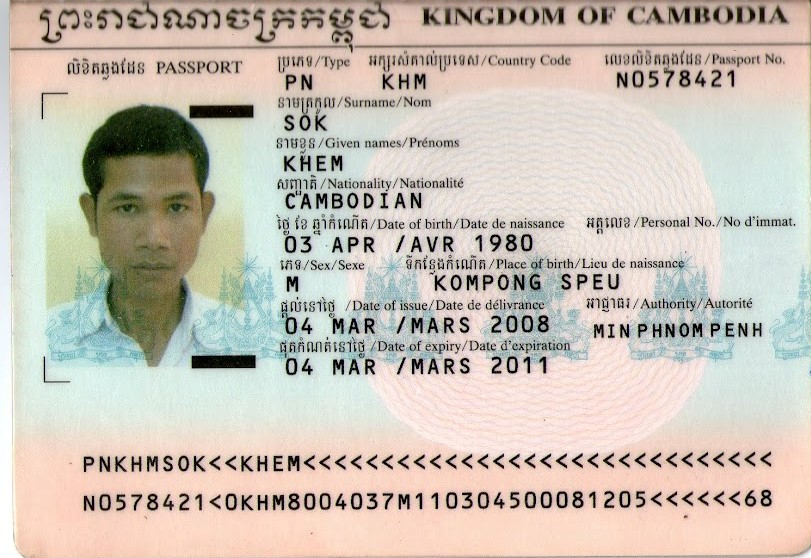 ព្រះរាជាណាចក្រកម្ពុជា KINGDOM OF CAMBODIA
លិខិតឆ្លងដែន PASSPORT
ប្រភេទ/Type អក្សរសំគាល់ប្រទេស/Country Code លេខលិខិតឆ្លងដែន/Passport No.
PN KHM N0578421
នាមត្រកូល/Surname/Nom
SOK
នាមខ្លួន/Given names/Prénoms
KHEM
សញ្ជាតិ/Nationality/Nationalité
CAMBODIAN
ថ្ងៃ ខែ ឆ្នាំកំណើត/Date of birth/Date de naissance អត្តលេខ/Personal No./No d'immat.
03 APR /AVR 1980
ភេទ/Sex/Sexe ទីកន្លែងកំណើត/Place of birth/Lieu de naissance
M KOMPONG SPEU
ផ្តល់នៅថ្ងៃ /Date of issue/Date de délivrance អាជ្ញាធរ/Authority/Autorité
04 MAR /MARS 2008 MIN PHNOM PENH
ផុតកំណត់នៅថ្ងៃ /Date of expiry/Date d'expiration
04 MAR /MARS 2011
PNKHMSOK<<KHEM<<<<<<<<<<<<<<<<<<<<<<<<<<<<<<
N0578421<0KHM8004037M110304500081205<<<<<<68